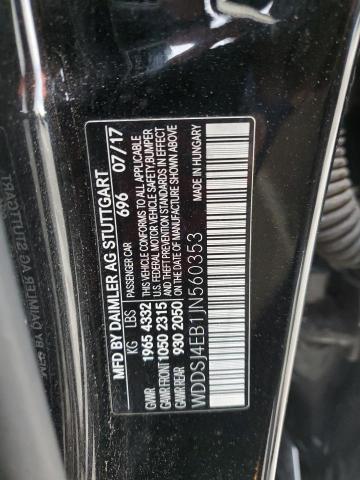 MFD BY DAIMLER AG STUTTGART
PASSENGER CAR 696 07/17
KG LBS
GVWR 1965 4332
GAWR FRONT 1050 2315
GAWR REAR 930 2050
THIS VEHICLE CONFORMS TO ALL APPLICABLE
FEDERAL MOTOR VEHICLE SAFETY, BUMPER
AND THEFT PREVENTION STANDARDS IN EFFECT
ON THE DATE OF MANUFACTURE SHOWN ABOVE
WDDSJ4EB1JN560353 MADE IN HUNGARY